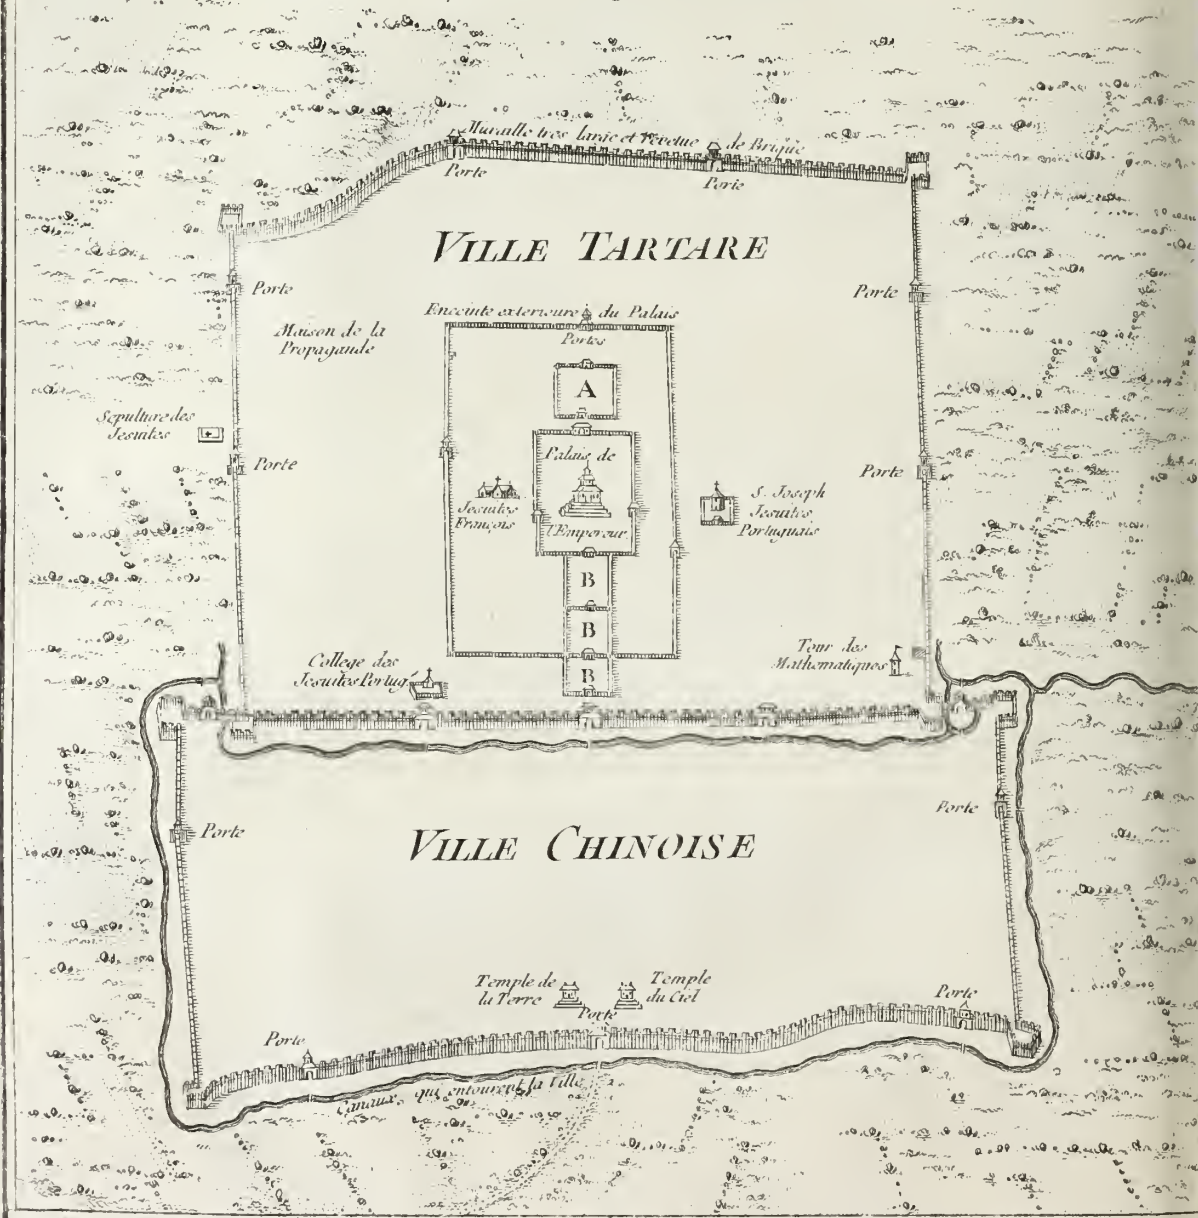 Muraille tres large et revetue de Brique
Porte
Porte
VILLE TARTARE
Porte
Porte
Enceinte exterieure du Palais
Portes
Maison de la
Propagande
A
Sepulture des
Jesuites
Porte
Porte
Palais de
l'Empereur
Jesuites
François
S. Joseph
Jesuites
Portuguais
B
B
B
College des
Jesuites Portug.
Tour des
Mathematiques
Porte
Porte
VILLE CHINOISE
Temple de
la Terre
Temple
du Ciel
Porte
Porte
Porte
Canaux, qui entourent la Ville